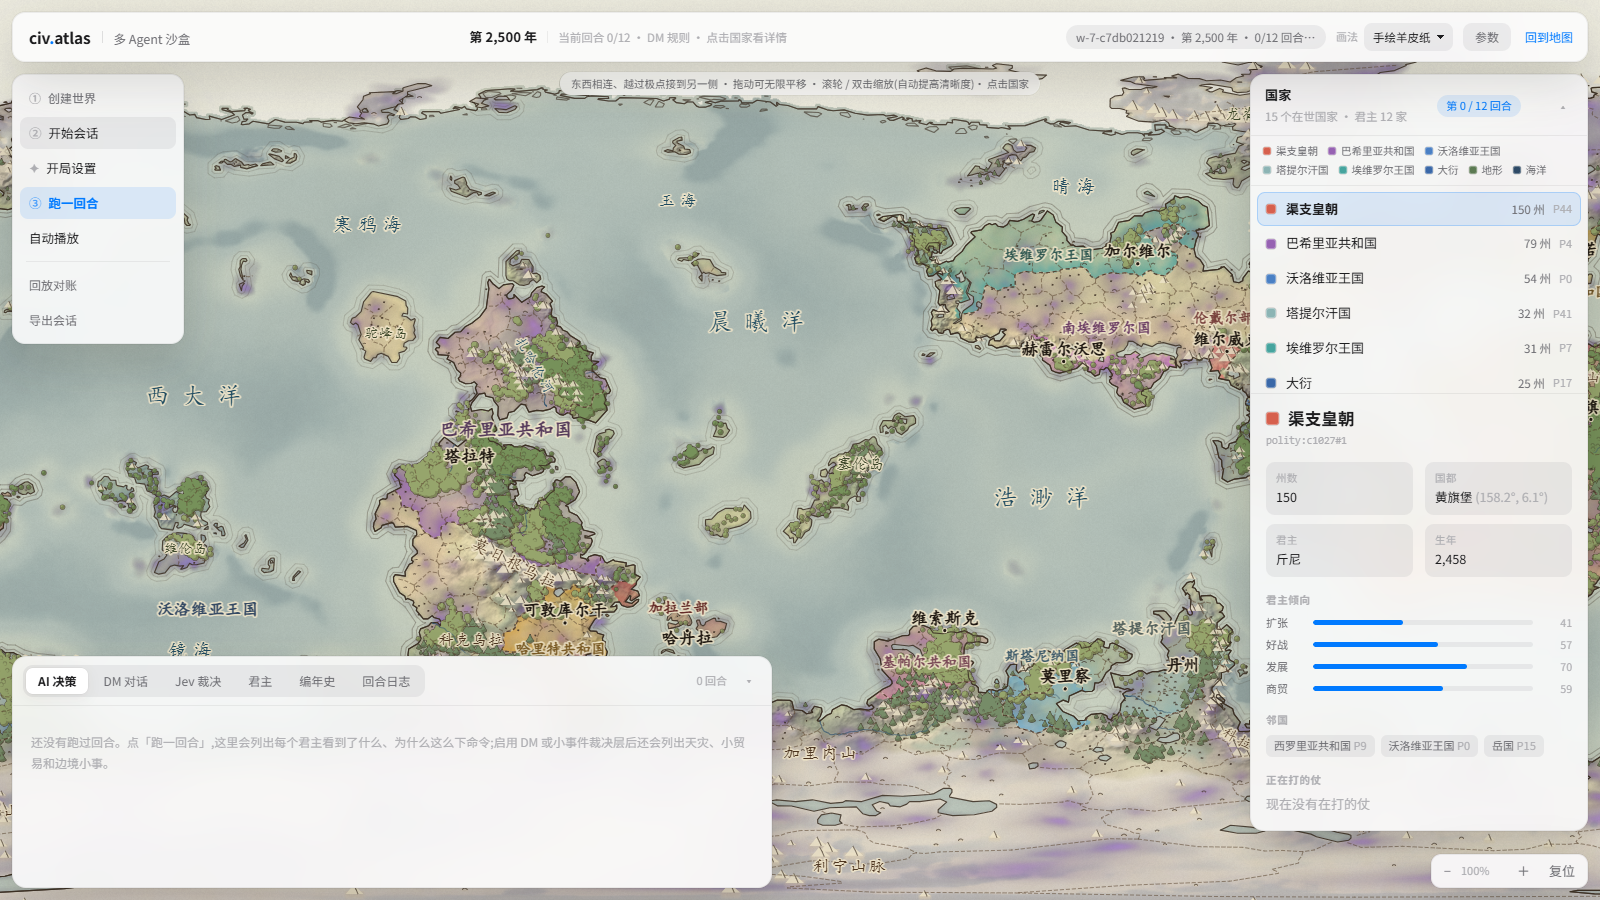 civ.atlas 多 Agent 沙盒
第 2,500 年 当前回合 0/12 · DM 规则 · 点击国家看详情
w-7-c7db021219 · 第 2,500 年 · 0/12 回合… 画法 手绘羊皮纸 参数 回到地图
东西相连、越过极点接到另一侧 · 拖动可无限平移 · 滚轮 / 双击缩放(自动提高清晰度) · 点击国家
① 创建世界
② 开始会话
✦ 开局设置
③ 跑一回合
自动播放
回放对账
导出会话
寒鸦海
玉海
晴海
埃维罗尔王国
加尔维尔
驼峰岛
晨曦洋
南埃维罗尔国
赫雷尔沃思
西大洋
巴希里亚共和国
塔拉特
塞伦岛
浩渺洋
维伦岛
沃洛维亚王国
镜海
可敦库尔干
加拉兰部
哈丹拉
科克乌拉
哈里特共和国
维索斯克
基帕尔共和国
斯塔尼纳国
莫里察
塔提尔汗国
丹州
加里内山
利宁山脉
国家
15 个在世国家 · 君主 12 家
第 0 / 12 回合
渠支皇朝 巴希里亚共和国 沃洛维亚王国
塔提尔汗国 埃维罗尔王国 大衍 地形 海洋
渠支皇朝 150 州 P44
巴希里亚共和国 79 州 P4
沃洛维亚王国 54 州 P0
塔提尔汗国 32 州 P41
埃维罗尔王国 31 州 P7
大衍 25 州 P17
渠支皇朝
polity:c1027#1
州数
150
国都
黄旗堡 (158.2°, 6.1°)
君主
斤尼
生年
2,458
君主倾向
扩张 41
好战 57
发展 70
商贸 59
邻国
西罗里亚共和国 P9 沃洛维亚王国 P0 岳国 P15
正在打的仗
现在没有在打的仗
AI 决策 DM 对话 Jev 裁决 君主 编年史 回合日志 0 回合
还没有跑过回合。点「跑一回合」,这里会列出每个君主看到了什么、为什么这么下命令;启用 DM 或小事件裁决层后还会列出天灾、小贸
易和边境小事。
− 100% + 复位